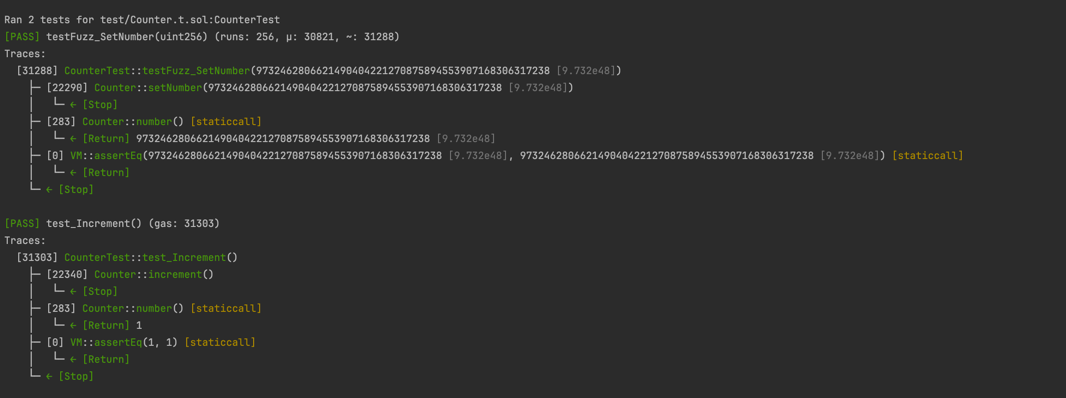 Ran 2 tests for test/Counter.t.sol:CounterTest
[PASS] testFuzz_SetNumber(uint256) (runs: 256, μ: 30821, ~: 31288)
Traces:
  [31288] CounterTest::testFuzz_SetNumber(9732462806621490404221270875894553907168306317238 [9.732e48])
    ├─ [22290] Counter::setNumber(9732462806621490404221270875894553907168306317238 [9.732e48])
    │   └─ ← [Stop]
    ├─ [283] Counter::number() [staticcall]
    │   └─ ← [Return] 9732462806621490404221270875894553907168306317238 [9.732e48]
    ├─ [0] VM::assertEq(9732462806621490404221270875894553907168306317238 [9.732e48], 9732462806621490404221270875894553907168306317238 [9.732e48]) [staticcall]
    │   └─ ← [Return]
    └─ ← [Stop]

[PASS] test_Increment() (gas: 31303)
Traces:
  [31303] CounterTest::test_Increment()
    ├─ [22340] Counter::increment()
    │   └─ ← [Stop]
    ├─ [283] Counter::number() [staticcall]
    │   └─ ← [Return] 1
    ├─ [0] VM::assertEq(1, 1) [staticcall]
    │   └─ ← [Return]
    └─ ← [Stop]